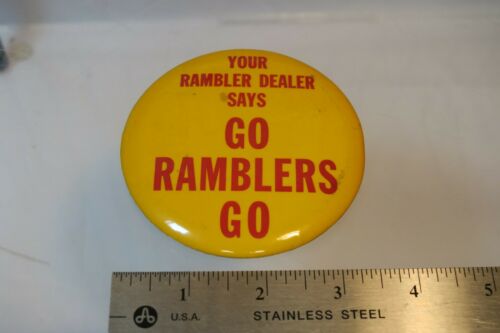 YOUR
RAMBLER DEALER
SAYS
GO
RAMBLERS
GO
1 2 3 4 5
U.S.A. STAINLESS STEEL